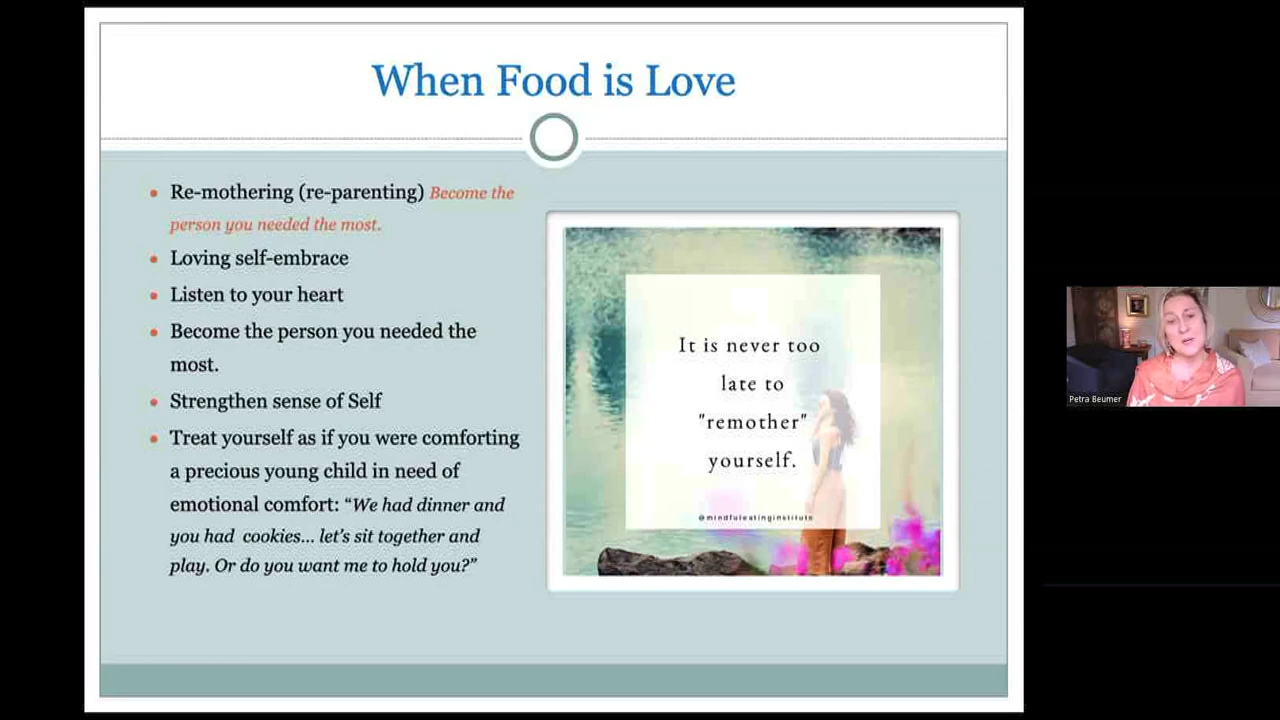 When Food is Love
Re-mothering (re-parenting) Become the
person you needed the most.
Loving self-embrace
Listen to your heart
Become the person you needed the
most.
Strengthen sense of Self
Treat yourself as if you were comforting
a precious young child in need of
emotional comfort: “We had dinner and
you had cookies... let’s sit together and
play. Or do you want me to hold you?”
It is never too
late to
"remother"
yourself.
@mindfuleatinginstitute
Petra Beumer